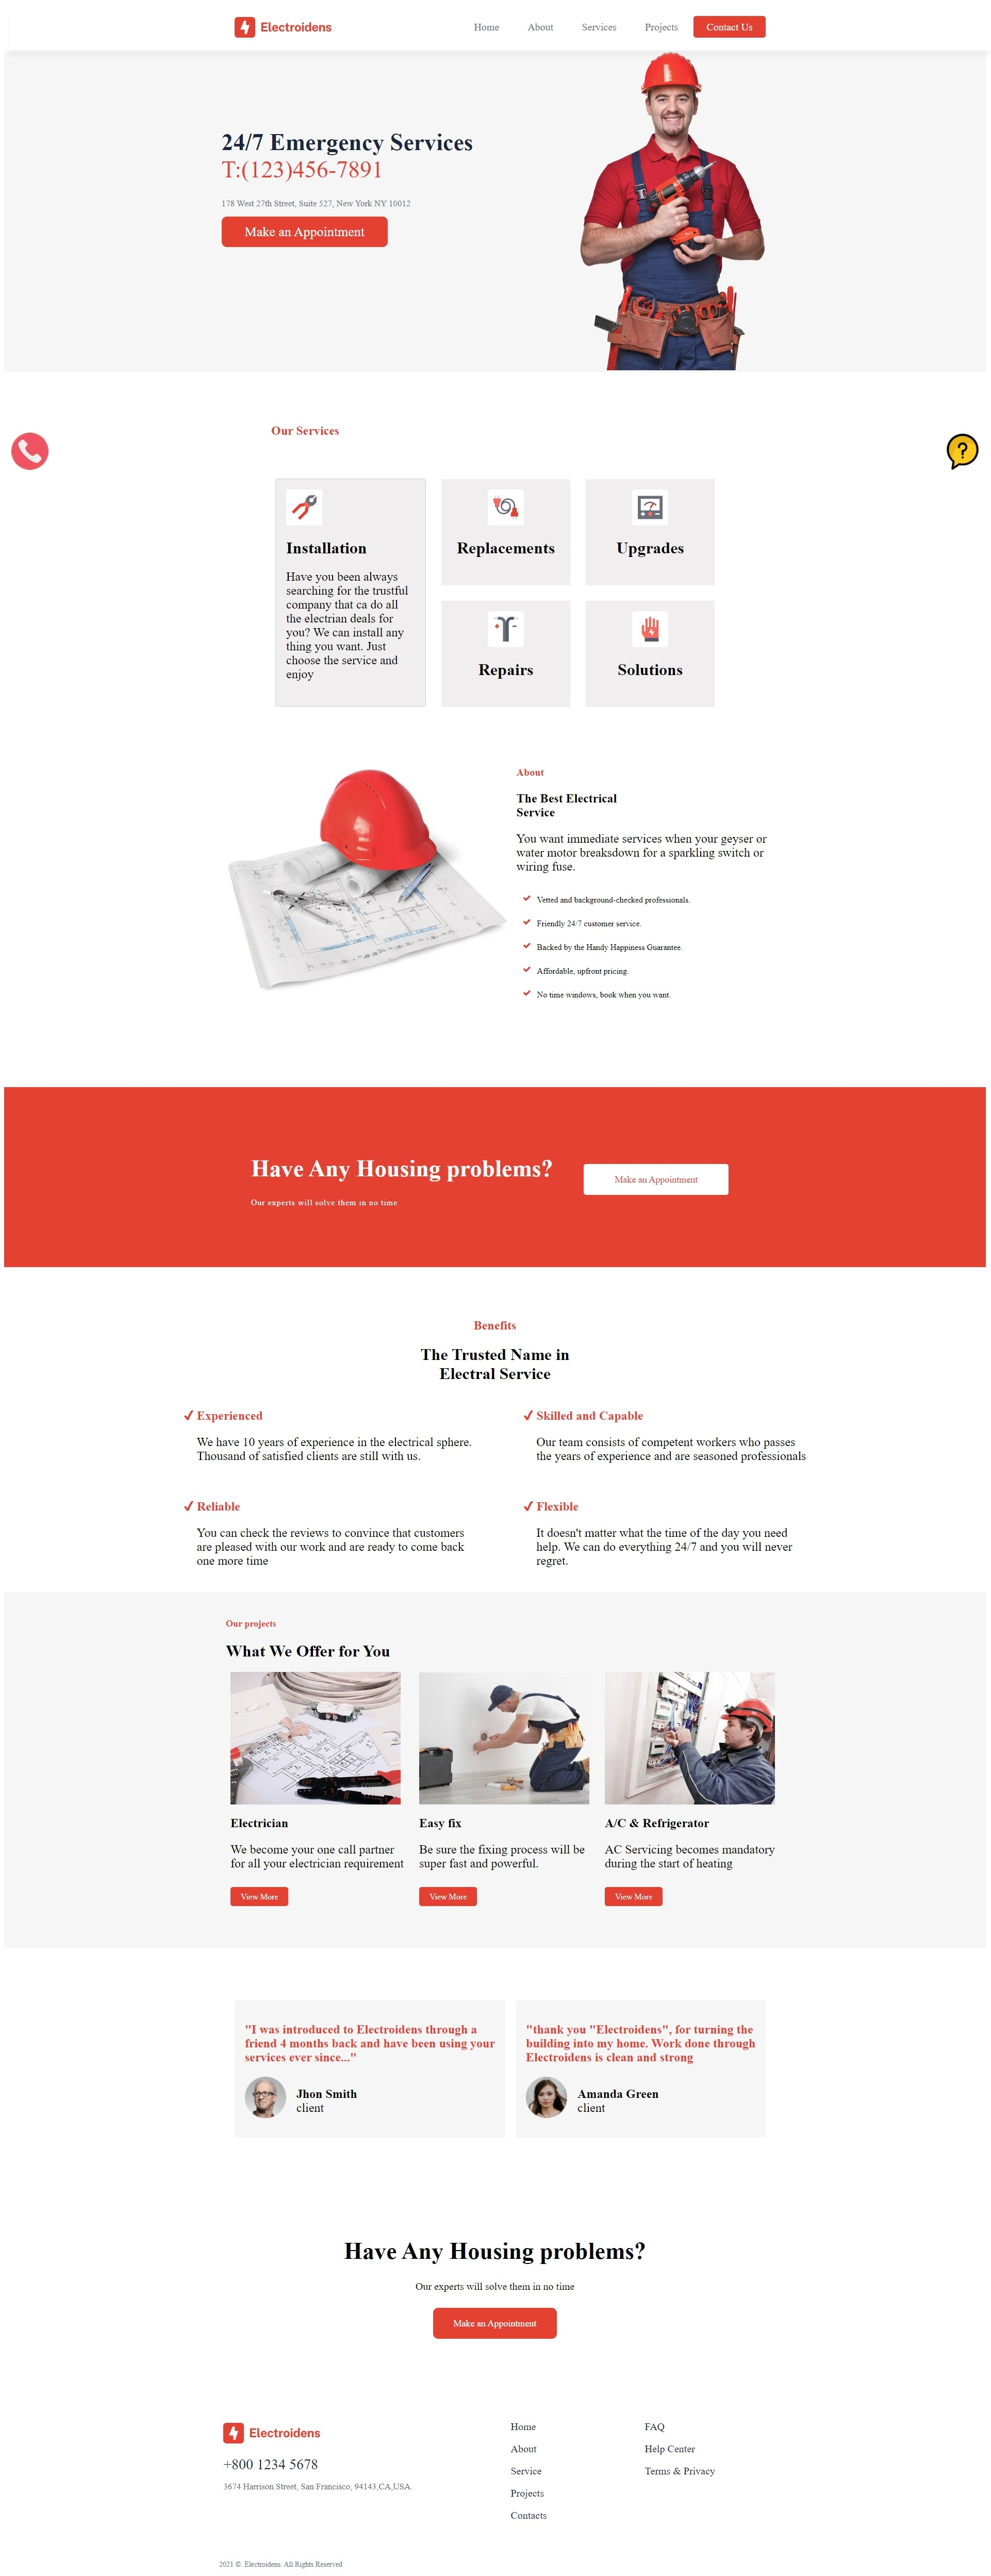 Electroidens
Home
About
Services
Projects
Contact Us
24/7 Emergency Services
T:(123)456-7891
178 West 27th Street, Suite 527, New York NY 10012
Make an Appointment
Our Services
?
Installation
Have you been always
searching for the trustful
company that ca do all
the electrian deals for
you? We can install any
thing you want. Just
choose the service and
enjoy
Replacements
Upgrades
Repairs
Solutions
About
The Best Electrical
Service
You want immediate services when your geyser or
water motor breaksdown for a sparkling switch or
wiring fuse.
Vetted and background-checked professionals.
Friendly 24/7 customer service.
Backed by the Handy Happiness Guarantee.
Affordable, upfront pricing.
No time windows, book when you want.
Have Any Housing problems?
Our experts will solve them in no time
Make an Appointment
Benefits
The Trusted Name in
Electral Service
Experienced
We have 10 years of experience in the electrical sphere.
Thousand of satisfied clients are still with us.
Skilled and Capable
Our team consists of competent workers who passes
the years of experience and are seasoned professionals
Reliable
You can check the reviews to convince that customers
are pleased with our work and are ready to come back
one more time
Flexible
It doesn't matter what the time of the day you need
help. We can do everything 24/7 and you will never
regret.
Our projects
What We Offer for You
Electrician
We become your one call partner
for all your electrician requirement
View More
Easy fix
Be sure the fixing process will be
super fast and powerful.
View More
A/C & Refrigerator
AC Servicing becomes mandatory
during the start of heating
View More
"I was introduced to Electroidens through a
friend 4 months back and have been using your
services ever since..."
Jhon Smith
client
"thank you "Electroidens", for turning the
building into my home. Work done through
Electroidens is clean and strong
Amanda Green
client
Have Any Housing problems?
Our experts will solve them in no time
Make an Appointment
Electroidens
+800 1234 5678
3674 Harrison Street, San Francisco, 94143,CA,USA.
Home
About
Service
Projects
Contacts
FAQ
Help Center
Terms & Privacy
2021 ©. Electroidens. All Rights Reserved